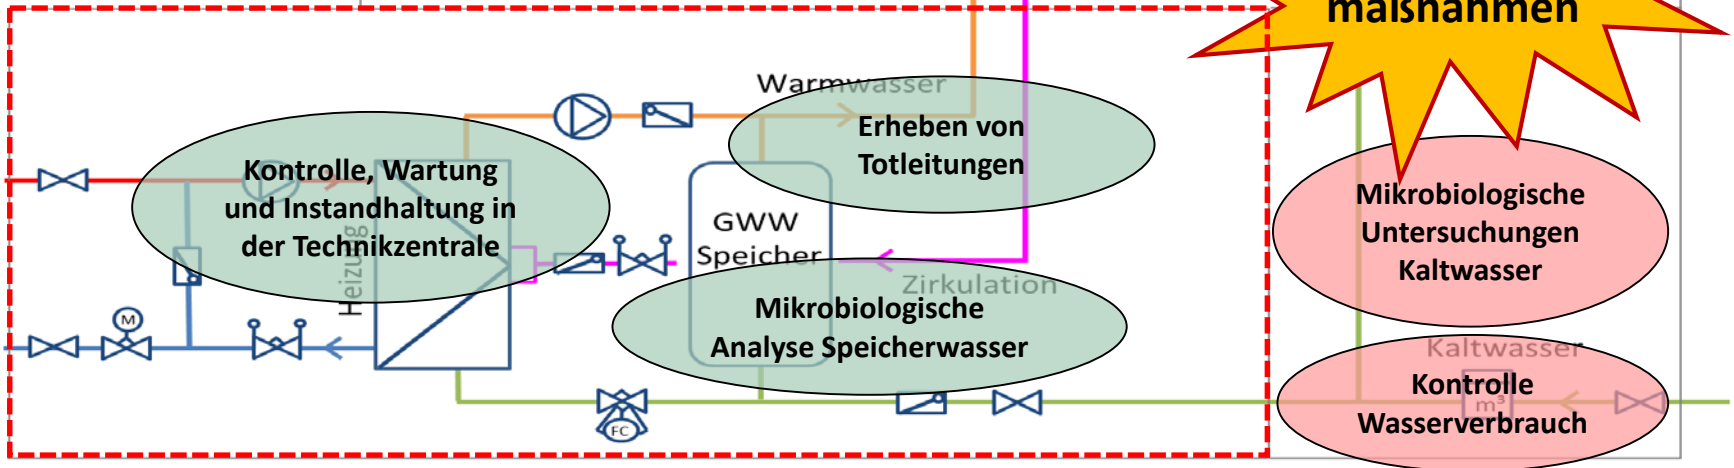 maßnahmen
Warmwasser
Erheben von
Totleitungen
Kontrolle, Wartung
und Instandhaltung in
der Technikzentrale
Heizung
GWW
Speicher
Zirkulation
Mikrobiologische
Analyse Speicherwasser
M
FC
Mikrobiologische
Untersuchungen
Kaltwasser
Kaltwasser
Kontrolle
Wasserverbrauch
m³